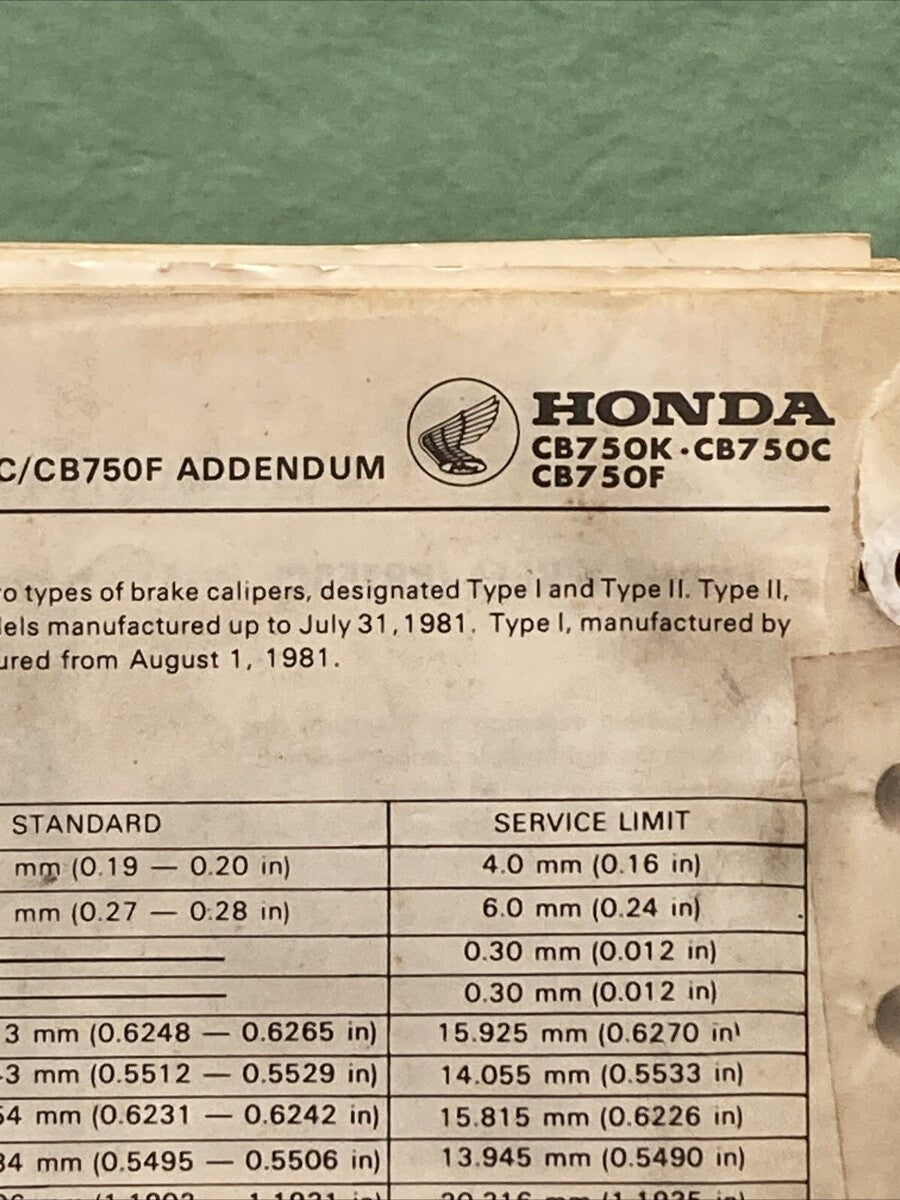 HONDA
CB750K·CB750C
C/CB750F ADDENDUM
CB750F
o types of brake calipers, designated Type I and Type II. Type II,
els manufactured up to July 31,1981. Type I, manufactured by
ured from August 1, 1981.
STANDARD SERVICE LIMIT
mm (0.19 — 0.20 in) 4.0 mm (0.16 in)
mm (0.27 — 0.28 in) 6.0 mm (0.24 in)
0.30 mm (0.012 in)
0.30 mm (0.012 in)
3 mm (0.6248 — 0.6265 in) 15.925 mm (0.6270 in)
3 mm (0.5512 — 0.5529 in) 14.055 mm (0.5533 in)
54 mm (0.6231 — 0.6242 in) 15.815 mm (0.6226 in)
34 mm (0.5495 — 0.5506 in) 13.945 mm (0.5490 in)